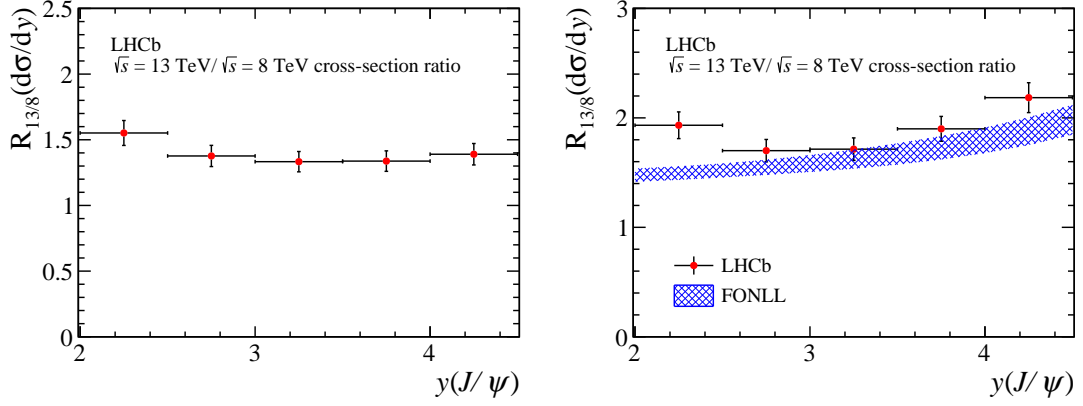 R13/8(dσ/dy)
2.5
2
1.5
1
0.5
0
LHCb
√s = 13 TeV/ √s = 8 TeV cross-section ratio
2 3 4
y(J/ψ)
R13/8(dσ/dy)
3
2
1
0
LHCb
√s = 13 TeV/ √s = 8 TeV cross-section ratio
LHCb
FONLL
2 3 4
y(J/ψ)